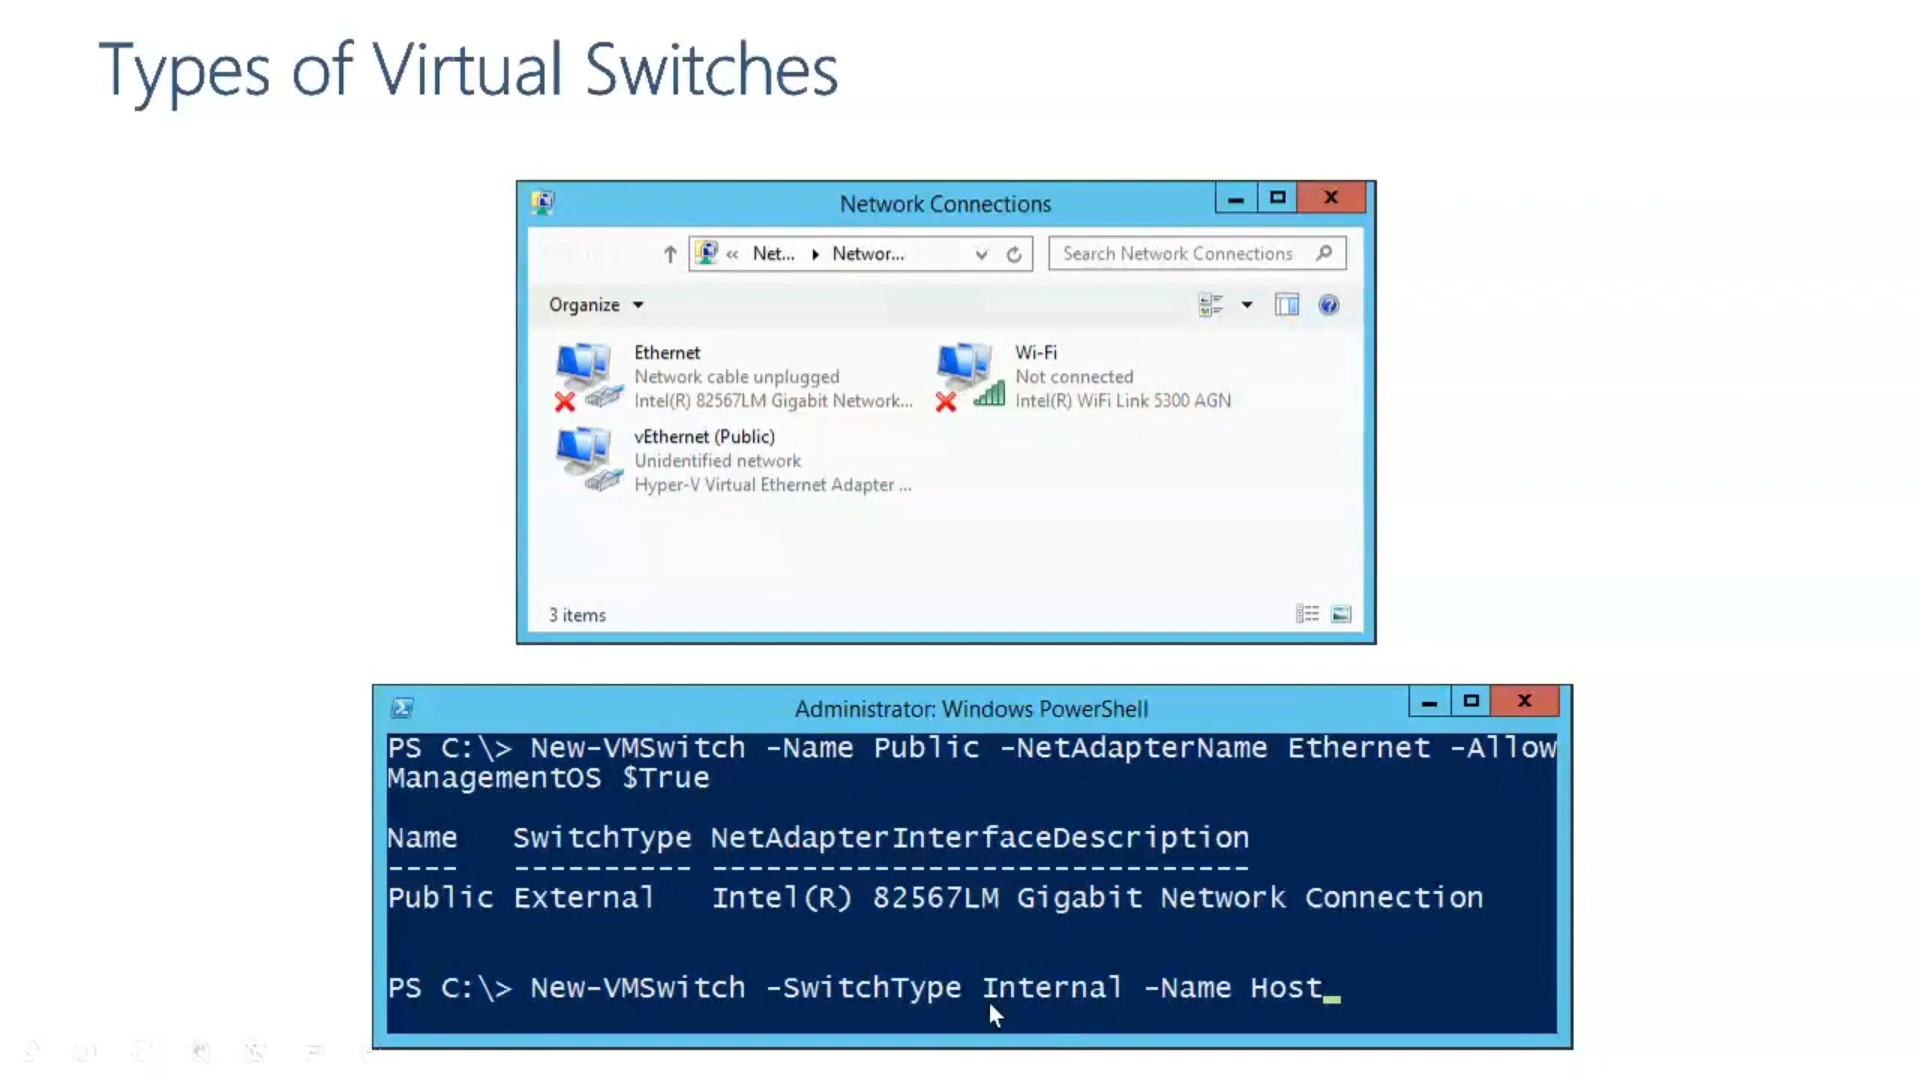 Types of Virtual Switches
Network Connections
« Net... Networ...
Search Network Connections
Organize
Ethernet
Network cable unplugged
Intel(R) 82567LM Gigabit Network...
Wi-Fi
Not connected
Intel(R) WiFi Link 5300 AGN
vEthernet (Public)
Unidentified network
Hyper-V Virtual Ethernet Adapter ...
3 items
Administrator: Windows PowerShell
PS C:\> New-VMSwitch -Name Public -NetAdapterName Ethernet -Allow
ManagementOS $True
Name SwitchType NetAdapterInterfaceDescription
---- ---------- ------------------------------
Public External Intel(R) 82567LM Gigabit Network Connection
PS C:\> New-VMSwitch -SwitchType Internal -Name Host_